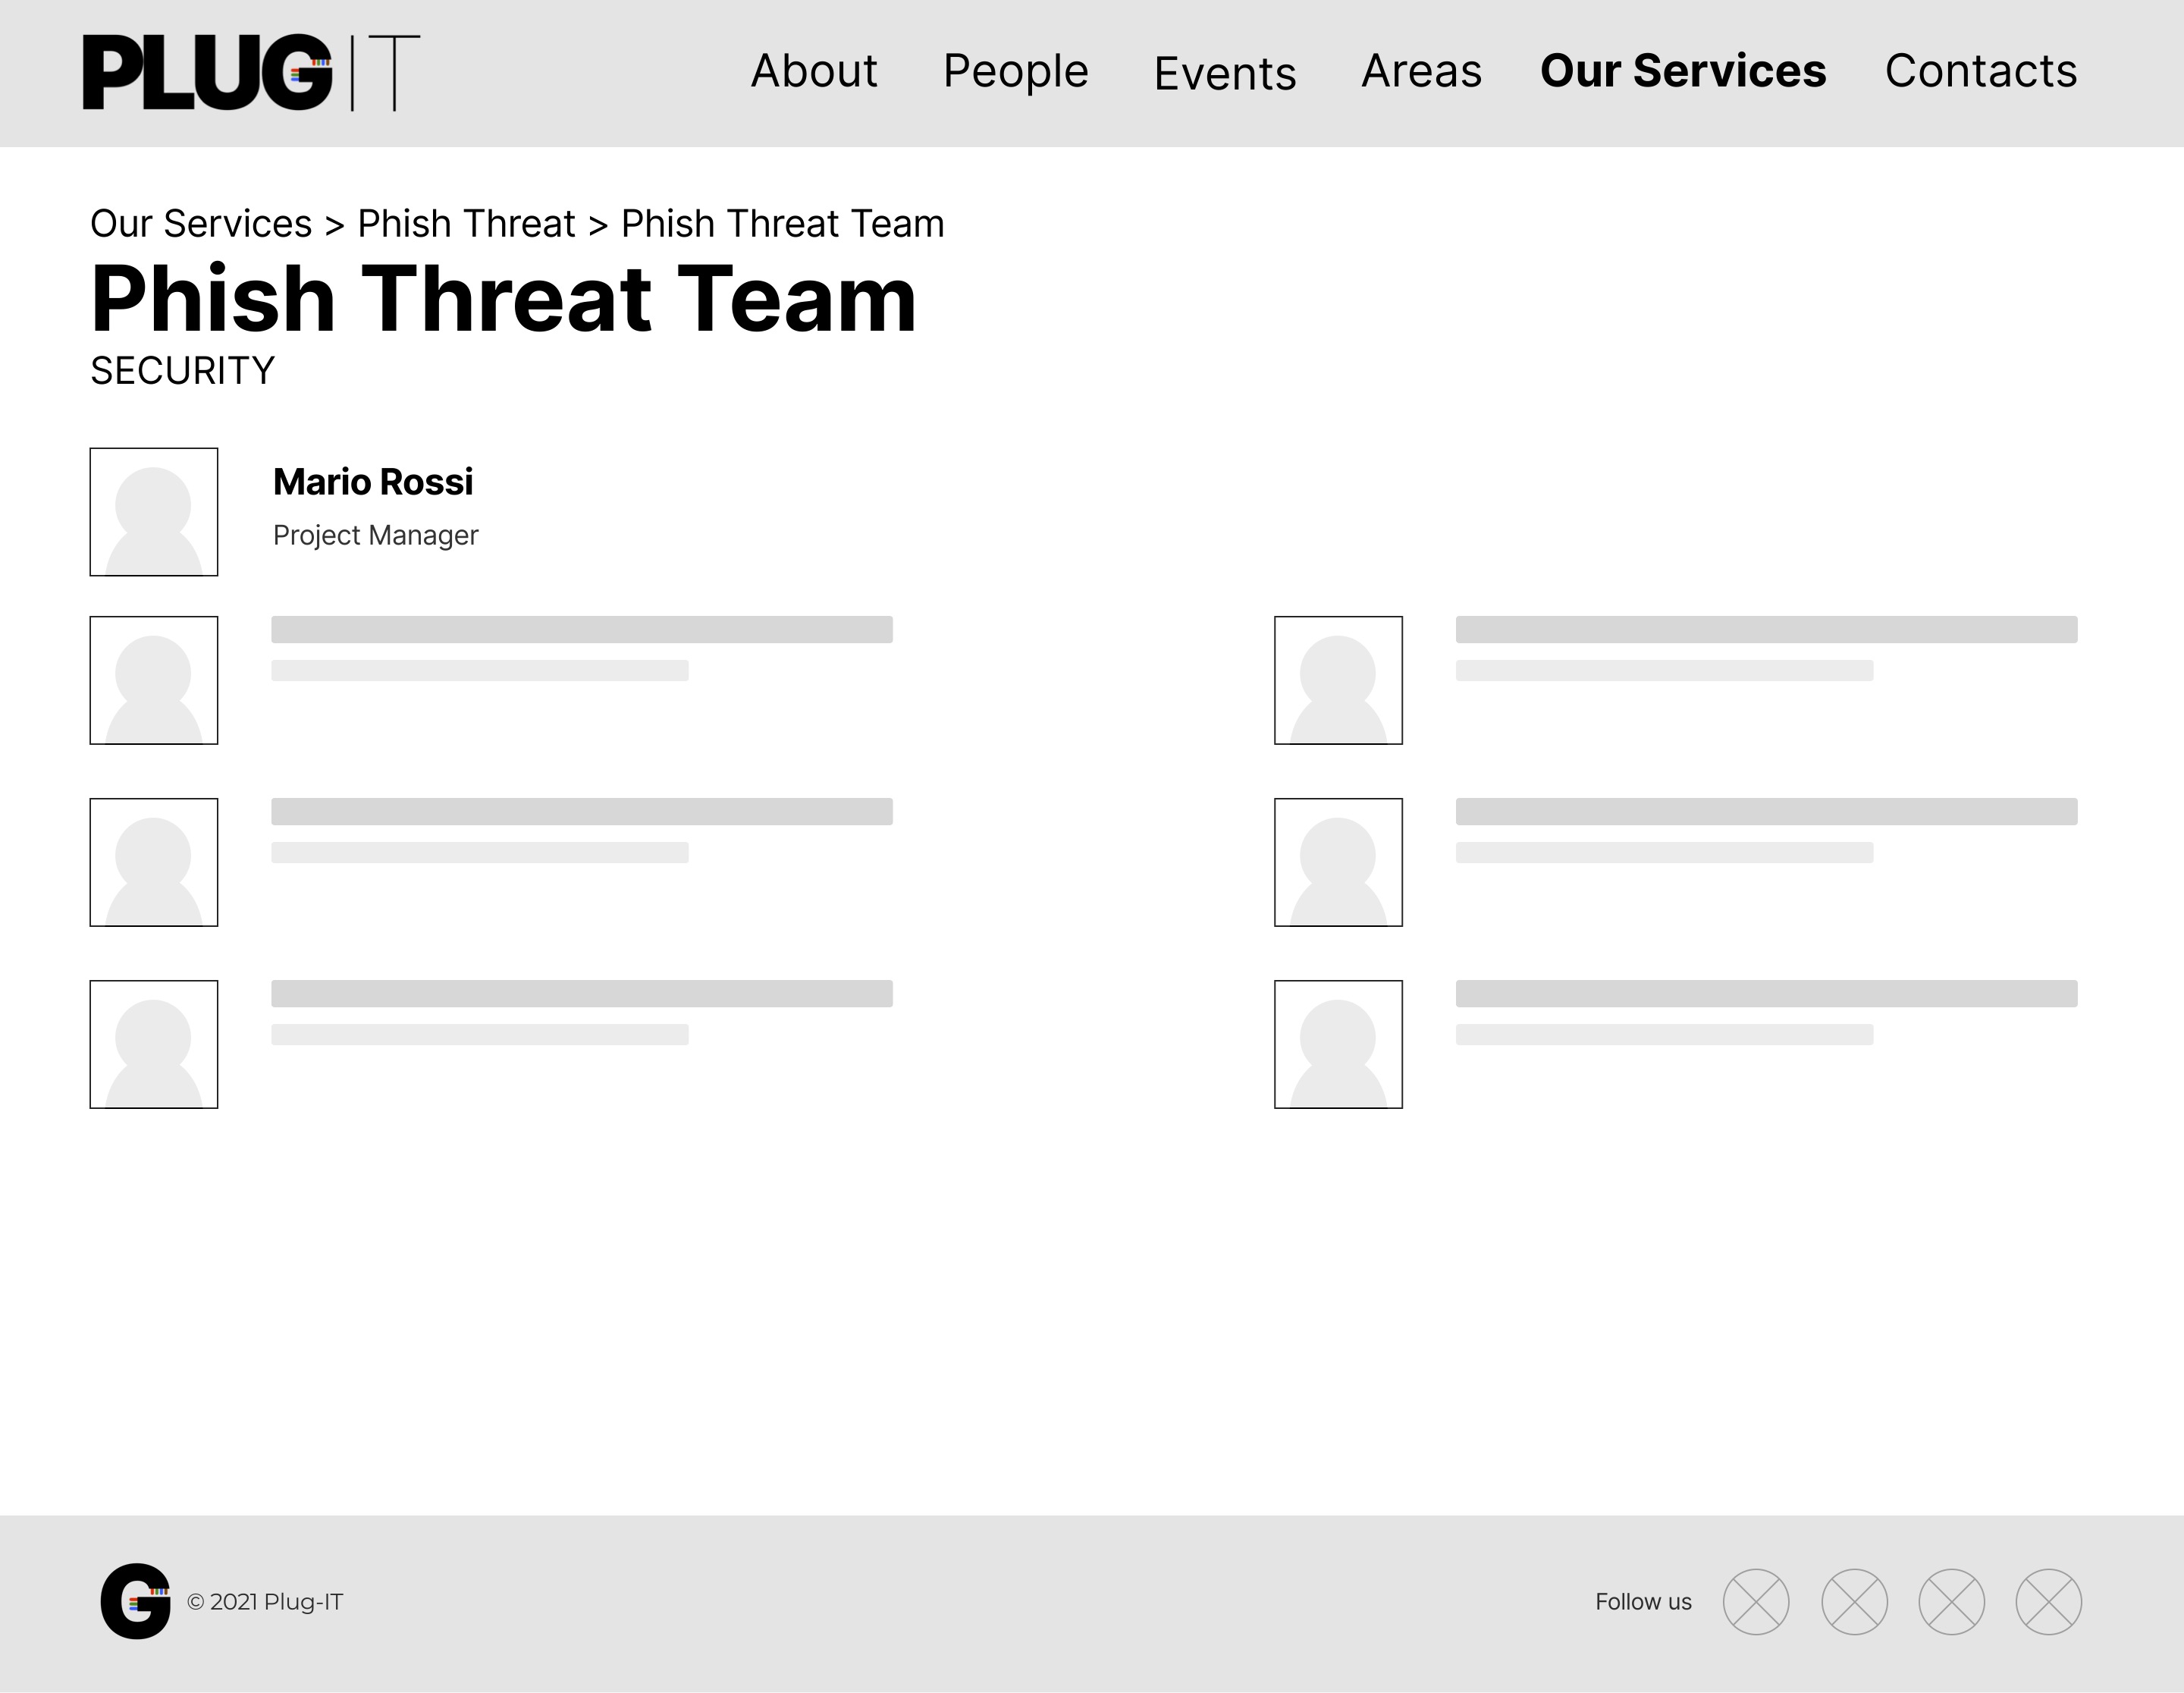 PLUG IT
About People Events Areas Our Services Contacts
Our Services > Phish Threat > Phish Threat Team
Phish Threat Team
SECURITY
Mario Rossi
Project Manager
G © 2021 Plug-IT
Follow us